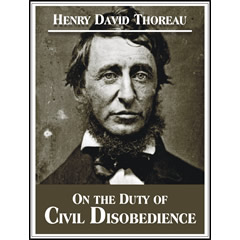 Henry David Thoreau
On the Duty of
Civil Disobedience